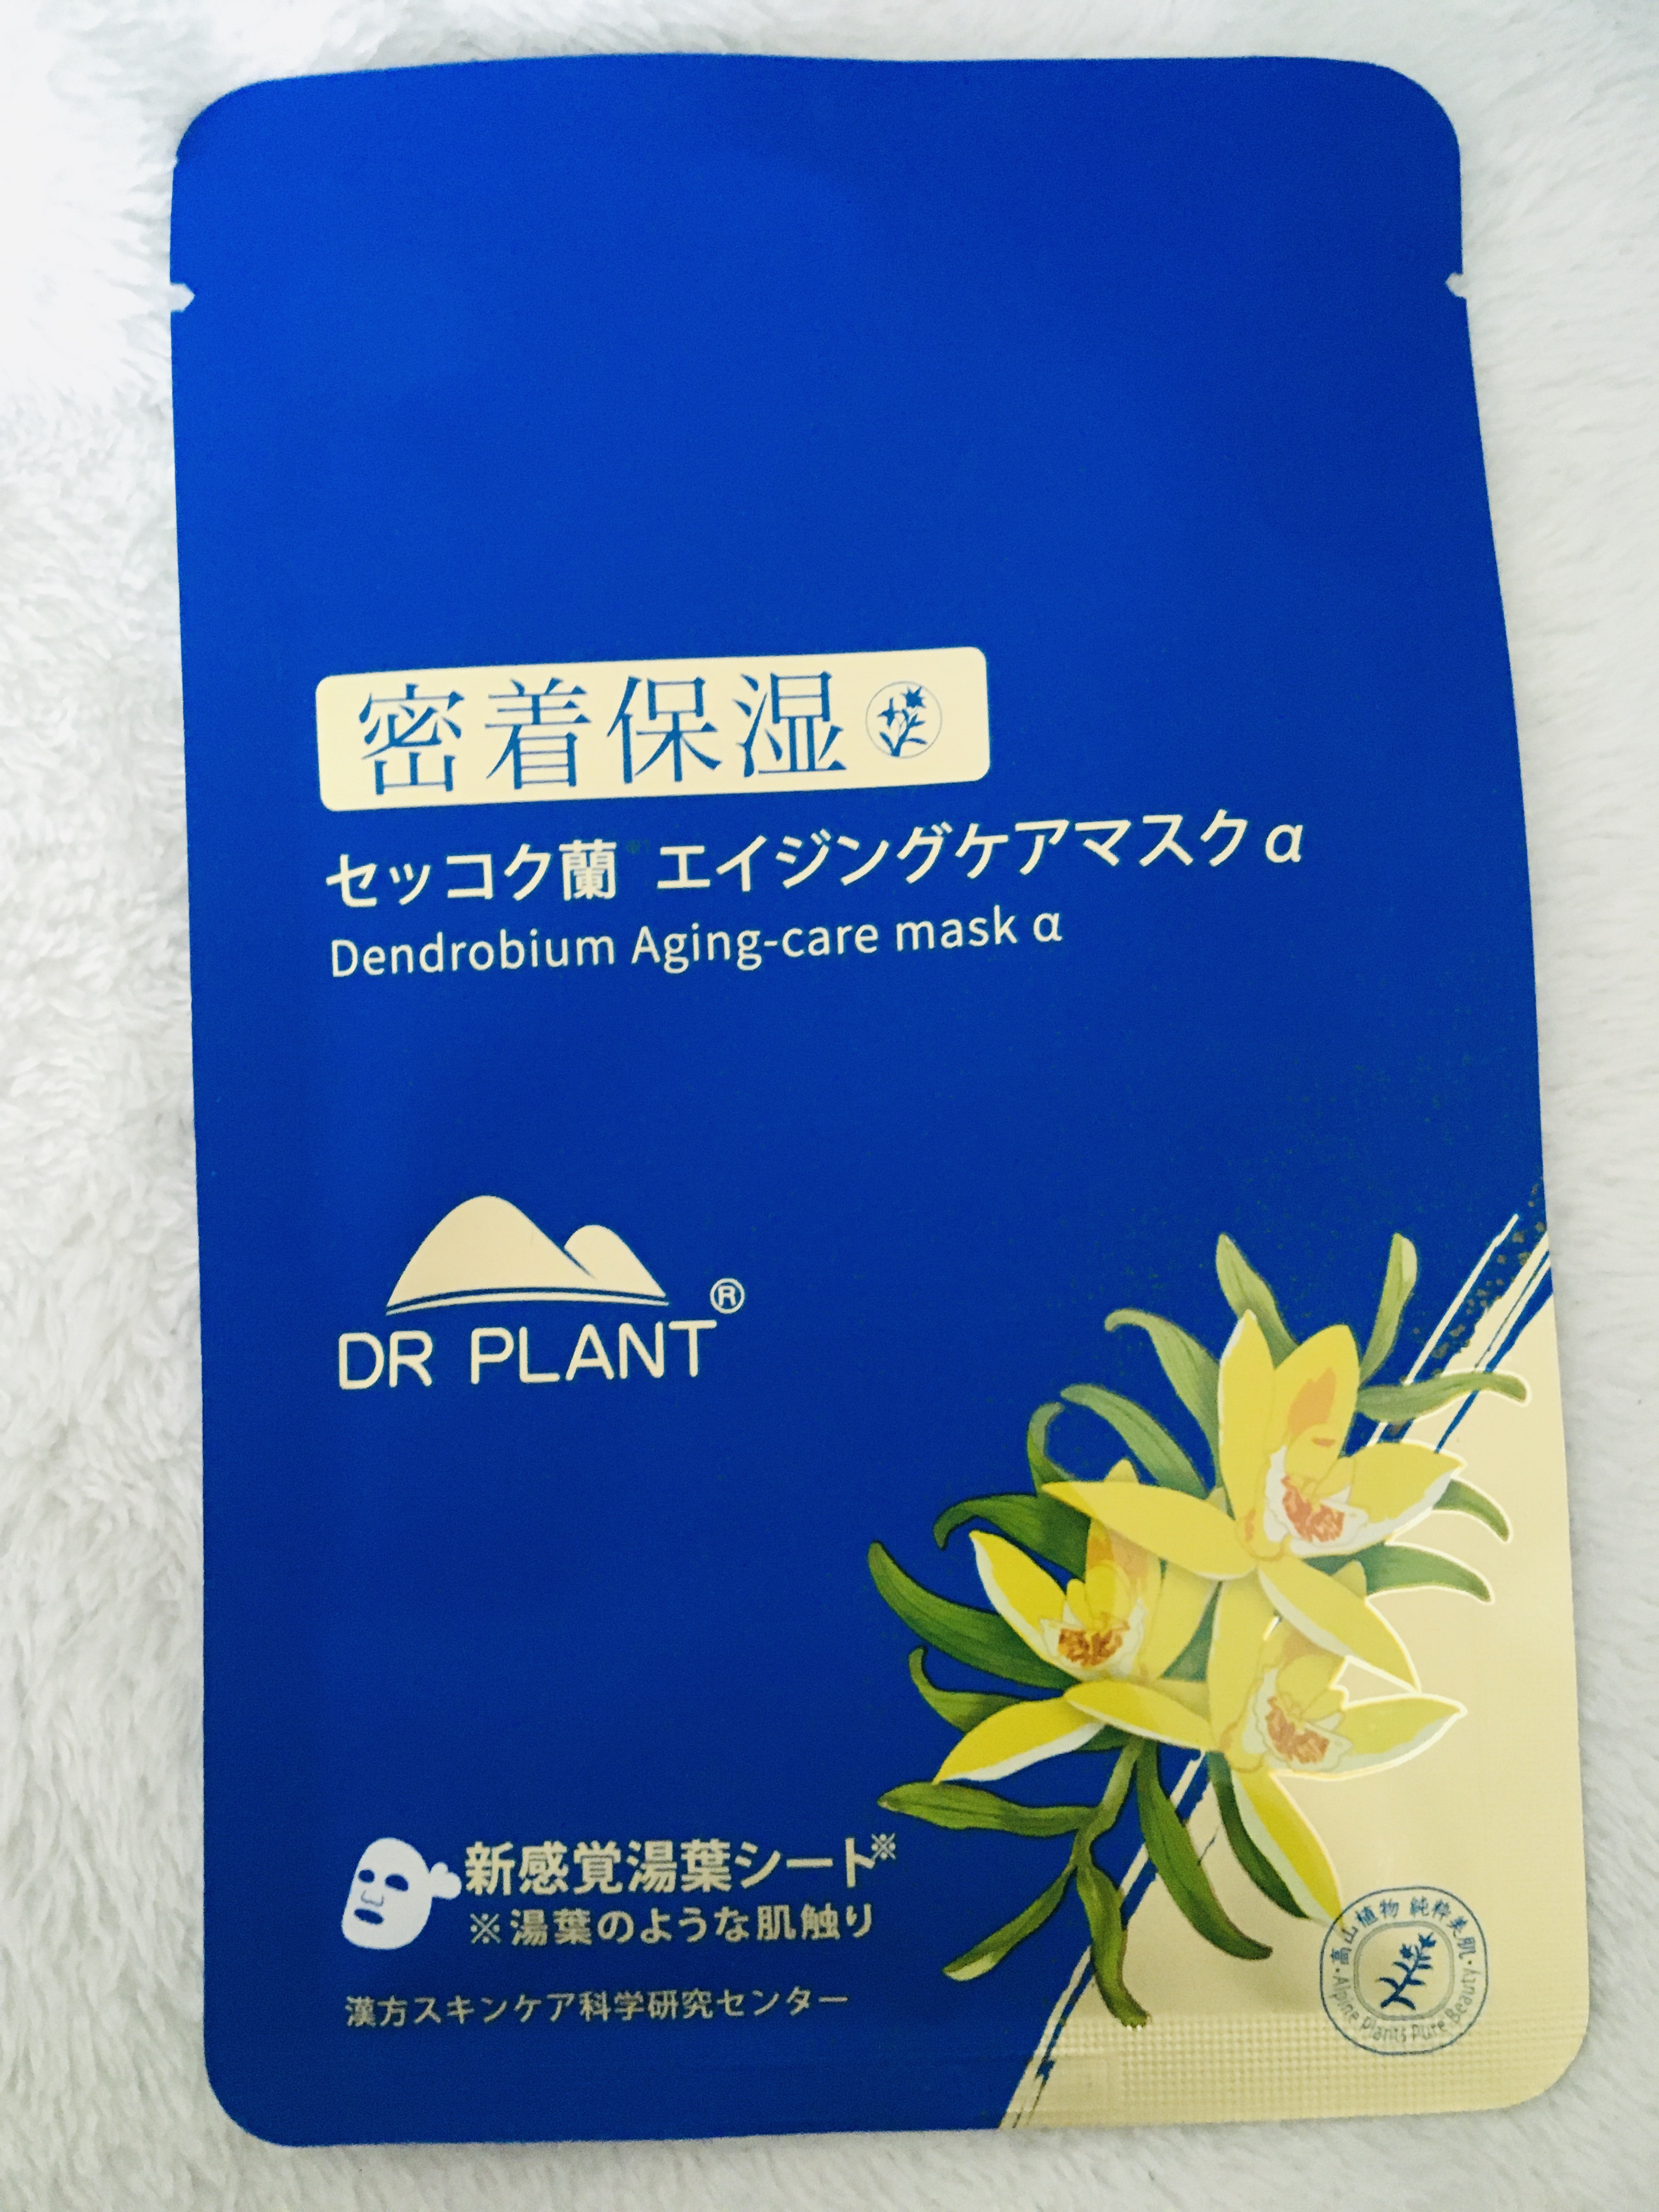 密着保湿
セッコク蘭 エイジングケアマスクα
Dendrobium Aging-care mask α
DR PLANT®
新感覚湯葉シート※
※湯葉のような肌触り
漢方スキンケア科学研究センター
・高山植物 純粋美肌・
Alpine Plants Pure Beauty